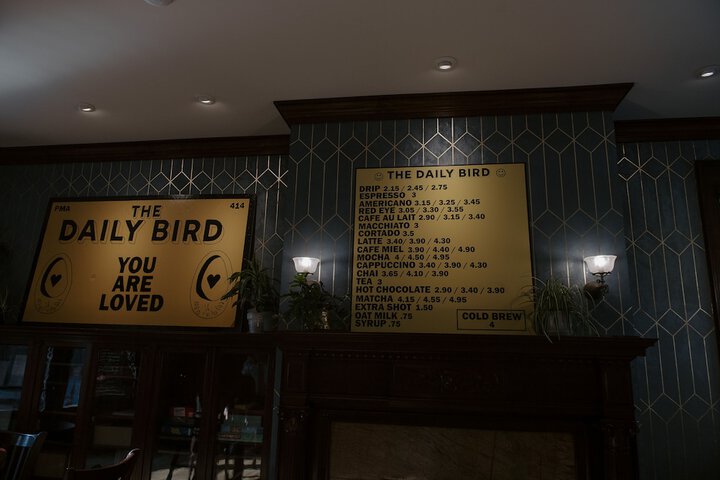 PMA
414
THE
DAILY BIRD
YOU
ARE
LOVED
THE DAILY BIRD
DRIP 2.15 / 2.45 / 2.75
ESPRESSO 3
AMERICANO 3.15 / 3.25 / 3.45
RED EYE 3.05 / 3.30 / 3.55
CAFE AU LAIT 2.90 / 3.15 / 3.40
MACCHIATO 3
CORTADO 3.5
LATTE 3.40 / 3.90 / 4.30
CAFE MIEL 3.90 / 4.40 / 4.90
MOCHA 4 / 4.50 / 4.95
CAPPUCCINO 3.40 / 3.90 / 4.30
CHAI 3.65 / 4.10 / 3.90
TEA 3
HOT CHOCOLATE 2.90 / 3.40 / 3.90
MATCHA 4.15 / 4.55 / 4.95
EXTRA SHOT 1.50
OAT MILK .75
SYRUP .75
COLD BREW
4